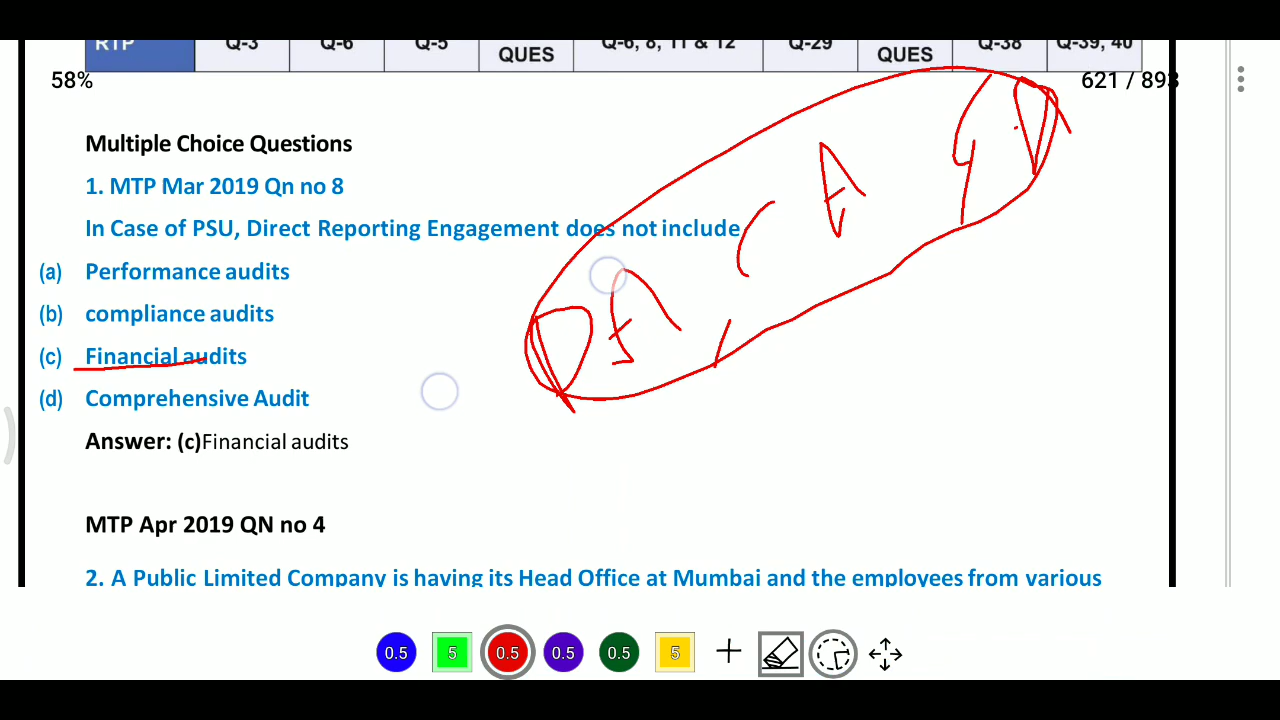 RTP Q-3 Q-6 Q-5 QUES Q-6, 8, 11 & 12 Q-29 QUES Q-38 Q-39, 40
58% 621 / 893
Multiple Choice Questions
1. MTP Mar 2019 Qn no 8
In Case of PSU, Direct Reporting Engagement does not include
(a) Performance audits
(b) compliance audits
(c) Financial audits
(d) Comprehensive Audit
Answer: (c)Financial audits
MTP Apr 2019 QN no 4
2. A Public Limited Company is having its Head Office at Mumbai and the employees from various
0.5 5 0.5 0.5 0.5 5